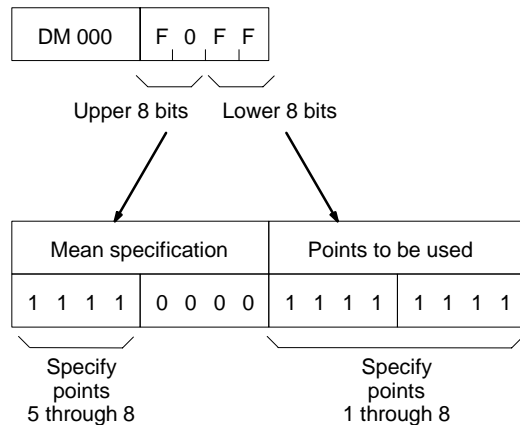 DM 000 F 0 F F
Upper 8 bits Lower 8 bits
Mean specification Points to be used
1 1 1 1 0 0 0 0 1 1 1 1 1 1 1 1
Specify points 5 through 8
Specify points 1 through 8